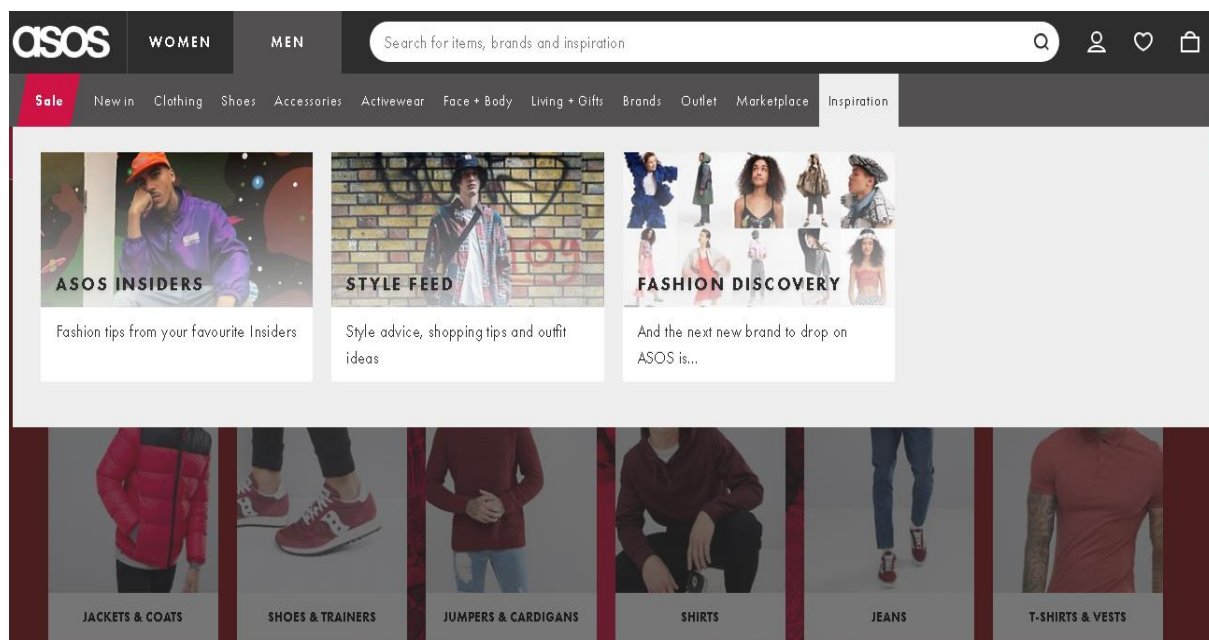 asos WOMEN MEN Search for items, brands and inspiration
Sale New in Clothing Shoes Accessories Activewear Face + Body Living + Gifts Brands Outlet Marketplace Inspiration
ASOS INSIDERS
Fashion tips from your favourite Insiders
STYLE FEED
Style advice, shopping tips and outfit
ideas
FASHION DISCOVERY
And the next new brand to drop on
ASOS is...
JACKETS & COATS SHOES & TRAINERS JUMPERS & CARDIGANS SHIRTS JEANS T-SHIRTS & VESTS